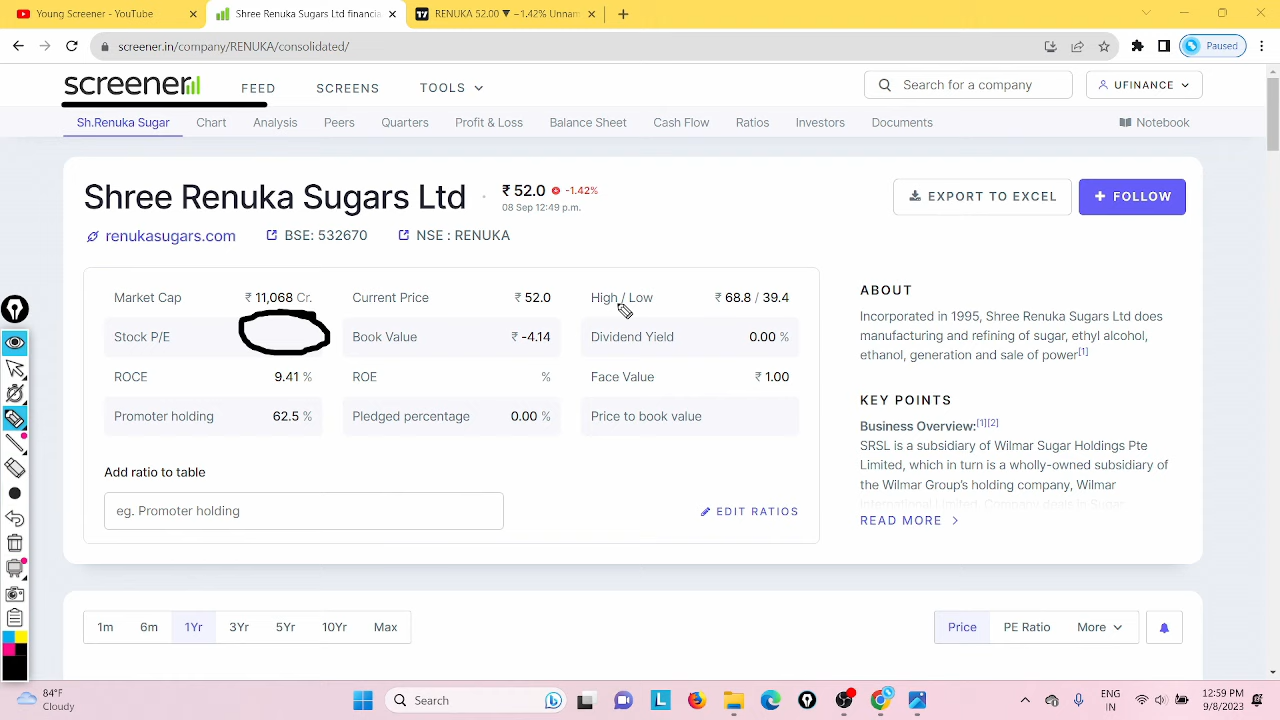 Young Screener - YouTube
Shree Renuka Sugars Ltd financia
RENUKA 52.00 ▼ −1.42% Unnam
screener.in/company/RENUKA/consolidated/
Paused
screener
FEED
SCREENS
TOOLS
Search for a company
UFINANCE
Sh.Renuka Sugar
Chart
Analysis
Peers
Quarters
Profit & Loss
Balance Sheet
Cash Flow
Ratios
Investors
Documents
Notebook
Shree Renuka Sugars Ltd
₹ 52.0 -1.42%
08 Sep 12:49 p.m.
EXPORT TO EXCEL
+ FOLLOW
renukasugars.com
BSE: 532670
NSE : RENUKA
Market Cap ₹ 11,068 Cr.
Current Price ₹ 52.0
High / Low ₹ 68.8 / 39.4
Stock P/E
Book Value ₹ -4.14
Dividend Yield 0.00 %
ROCE 9.41 %
ROE %
Face Value ₹ 1.00
Promoter holding 62.5 %
Pledged percentage 0.00 %
Price to book value
Add ratio to table
eg. Promoter holding
EDIT RATIOS
ABOUT
Incorporated in 1995, Shree Renuka Sugars Ltd does
manufacturing and refining of sugar, ethyl alcohol,
ethanol, generation and sale of power[1]
KEY POINTS
Business Overview:[1][2]
SRSL is a subsidiary of Wilmar Sugar Holdings Pte
Limited, which in turn is a wholly-owned subsidiary of
the Wilmar Group's holding company, Wilmar
International Limited. Company deals in Sugar
READ MORE
1m
6m
1Yr
3Yr
5Yr
10Yr
Max
Price
PE Ratio
More
84°F
Cloudy
Search
ENG
IN
12:59 PM
9/8/2023